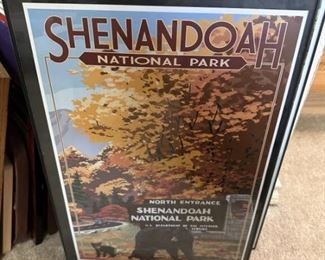 SHENANDOAH
NATIONAL PARK
NORTH ENTRANCE
SHENANDOAH
NATIONAL PARK
U.S. DEPARTMENT OF THE INTERIOR